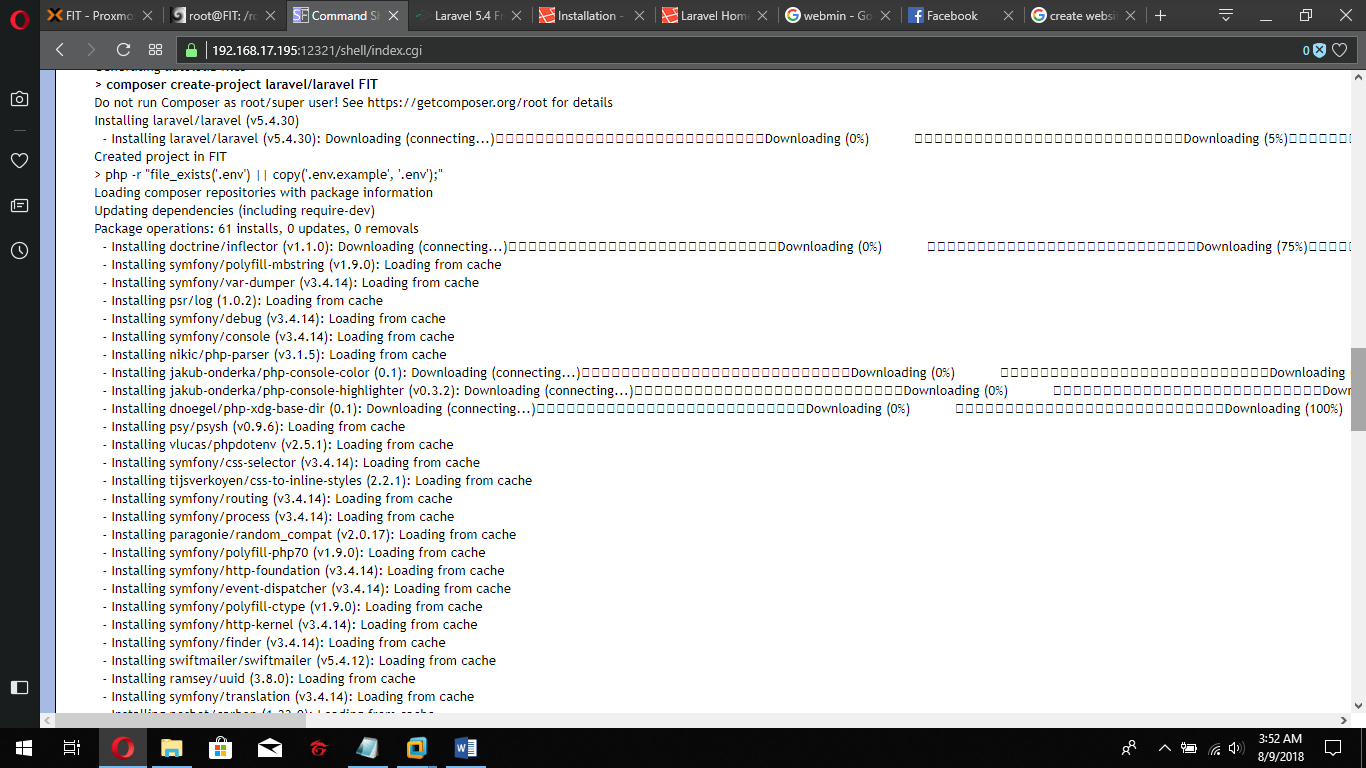 FIT - Proxmo
root@FIT: /r
Command S
Laravel 5.4 F
Installation -
Laravel Hom
webmin - Go
Facebook
create websi
192.168.17.195:12321/shell/index.cgi
0
> composer create-project laravel/laravel FIT
Do not run Composer as root/super user! See https://getcomposer.org/root for details
Installing laravel/laravel (v5.4.30)
- Installing laravel/laravel (v5.4.30): Downloading (connecting...) Downloading (0%) Downloading (5%)
Created project in FIT
> php -r "file_exists('.env') || copy('.env.example', '.env');"
Loading composer repositories with package information
Updating dependencies (including require-dev)
Package operations: 61 installs, 0 updates, 0 removals
- Installing doctrine/inflector (v1.1.0): Downloading (connecting...) Downloading (0%) Downloading (75%)
- Installing symfony/polyfill-mbstring (v1.9.0): Loading from cache
- Installing symfony/var-dumper (v3.4.14): Loading from cache
- Installing psr/log (1.0.2): Loading from cache
- Installing symfony/debug (v3.4.14): Loading from cache
- Installing symfony/console (v3.4.14): Loading from cache
- Installing nikic/php-parser (v3.1.5): Loading from cache
- Installing jakub-onderka/php-console-color (0.1): Downloading (connecting...) Downloading (0%) Downloading
- Installing jakub-onderka/php-console-highlighter (v0.3.2): Downloading (connecting...) Downloading (0%) Down
- Installing dnoegel/php-xdg-base-dir (0.1): Downloading (connecting...) Downloading (0%) Downloading (100%)
- Installing psy/psysh (v0.9.6): Loading from cache
- Installing vlucas/phpdotenv (v2.5.1): Loading from cache
- Installing symfony/css-selector (v3.4.14): Loading from cache
- Installing tijsverkoyen/css-to-inline-styles (2.2.1): Loading from cache
- Installing symfony/routing (v3.4.14): Loading from cache
- Installing symfony/process (v3.4.14): Loading from cache
- Installing paragonie/random_compat (v2.0.17): Loading from cache
- Installing symfony/polyfill-php70 (v1.9.0): Loading from cache
- Installing symfony/http-foundation (v3.4.14): Loading from cache
- Installing symfony/event-dispatcher (v3.4.14): Loading from cache
- Installing symfony/polyfill-ctype (v1.9.0): Loading from cache
- Installing symfony/http-kernel (v3.4.14): Loading from cache
- Installing symfony/finder (v3.4.14): Loading from cache
- Installing swiftmailer/swiftmailer (v5.4.12): Loading from cache
- Installing ramsey/uuid (3.8.0): Loading from cache
- Installing symfony/translation (v3.4.14): Loading from cache
3:52 AM
8/9/2018